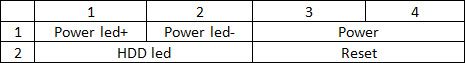 1 2 3 4
1 Power led+ Power led- Power
2 HDD led Reset